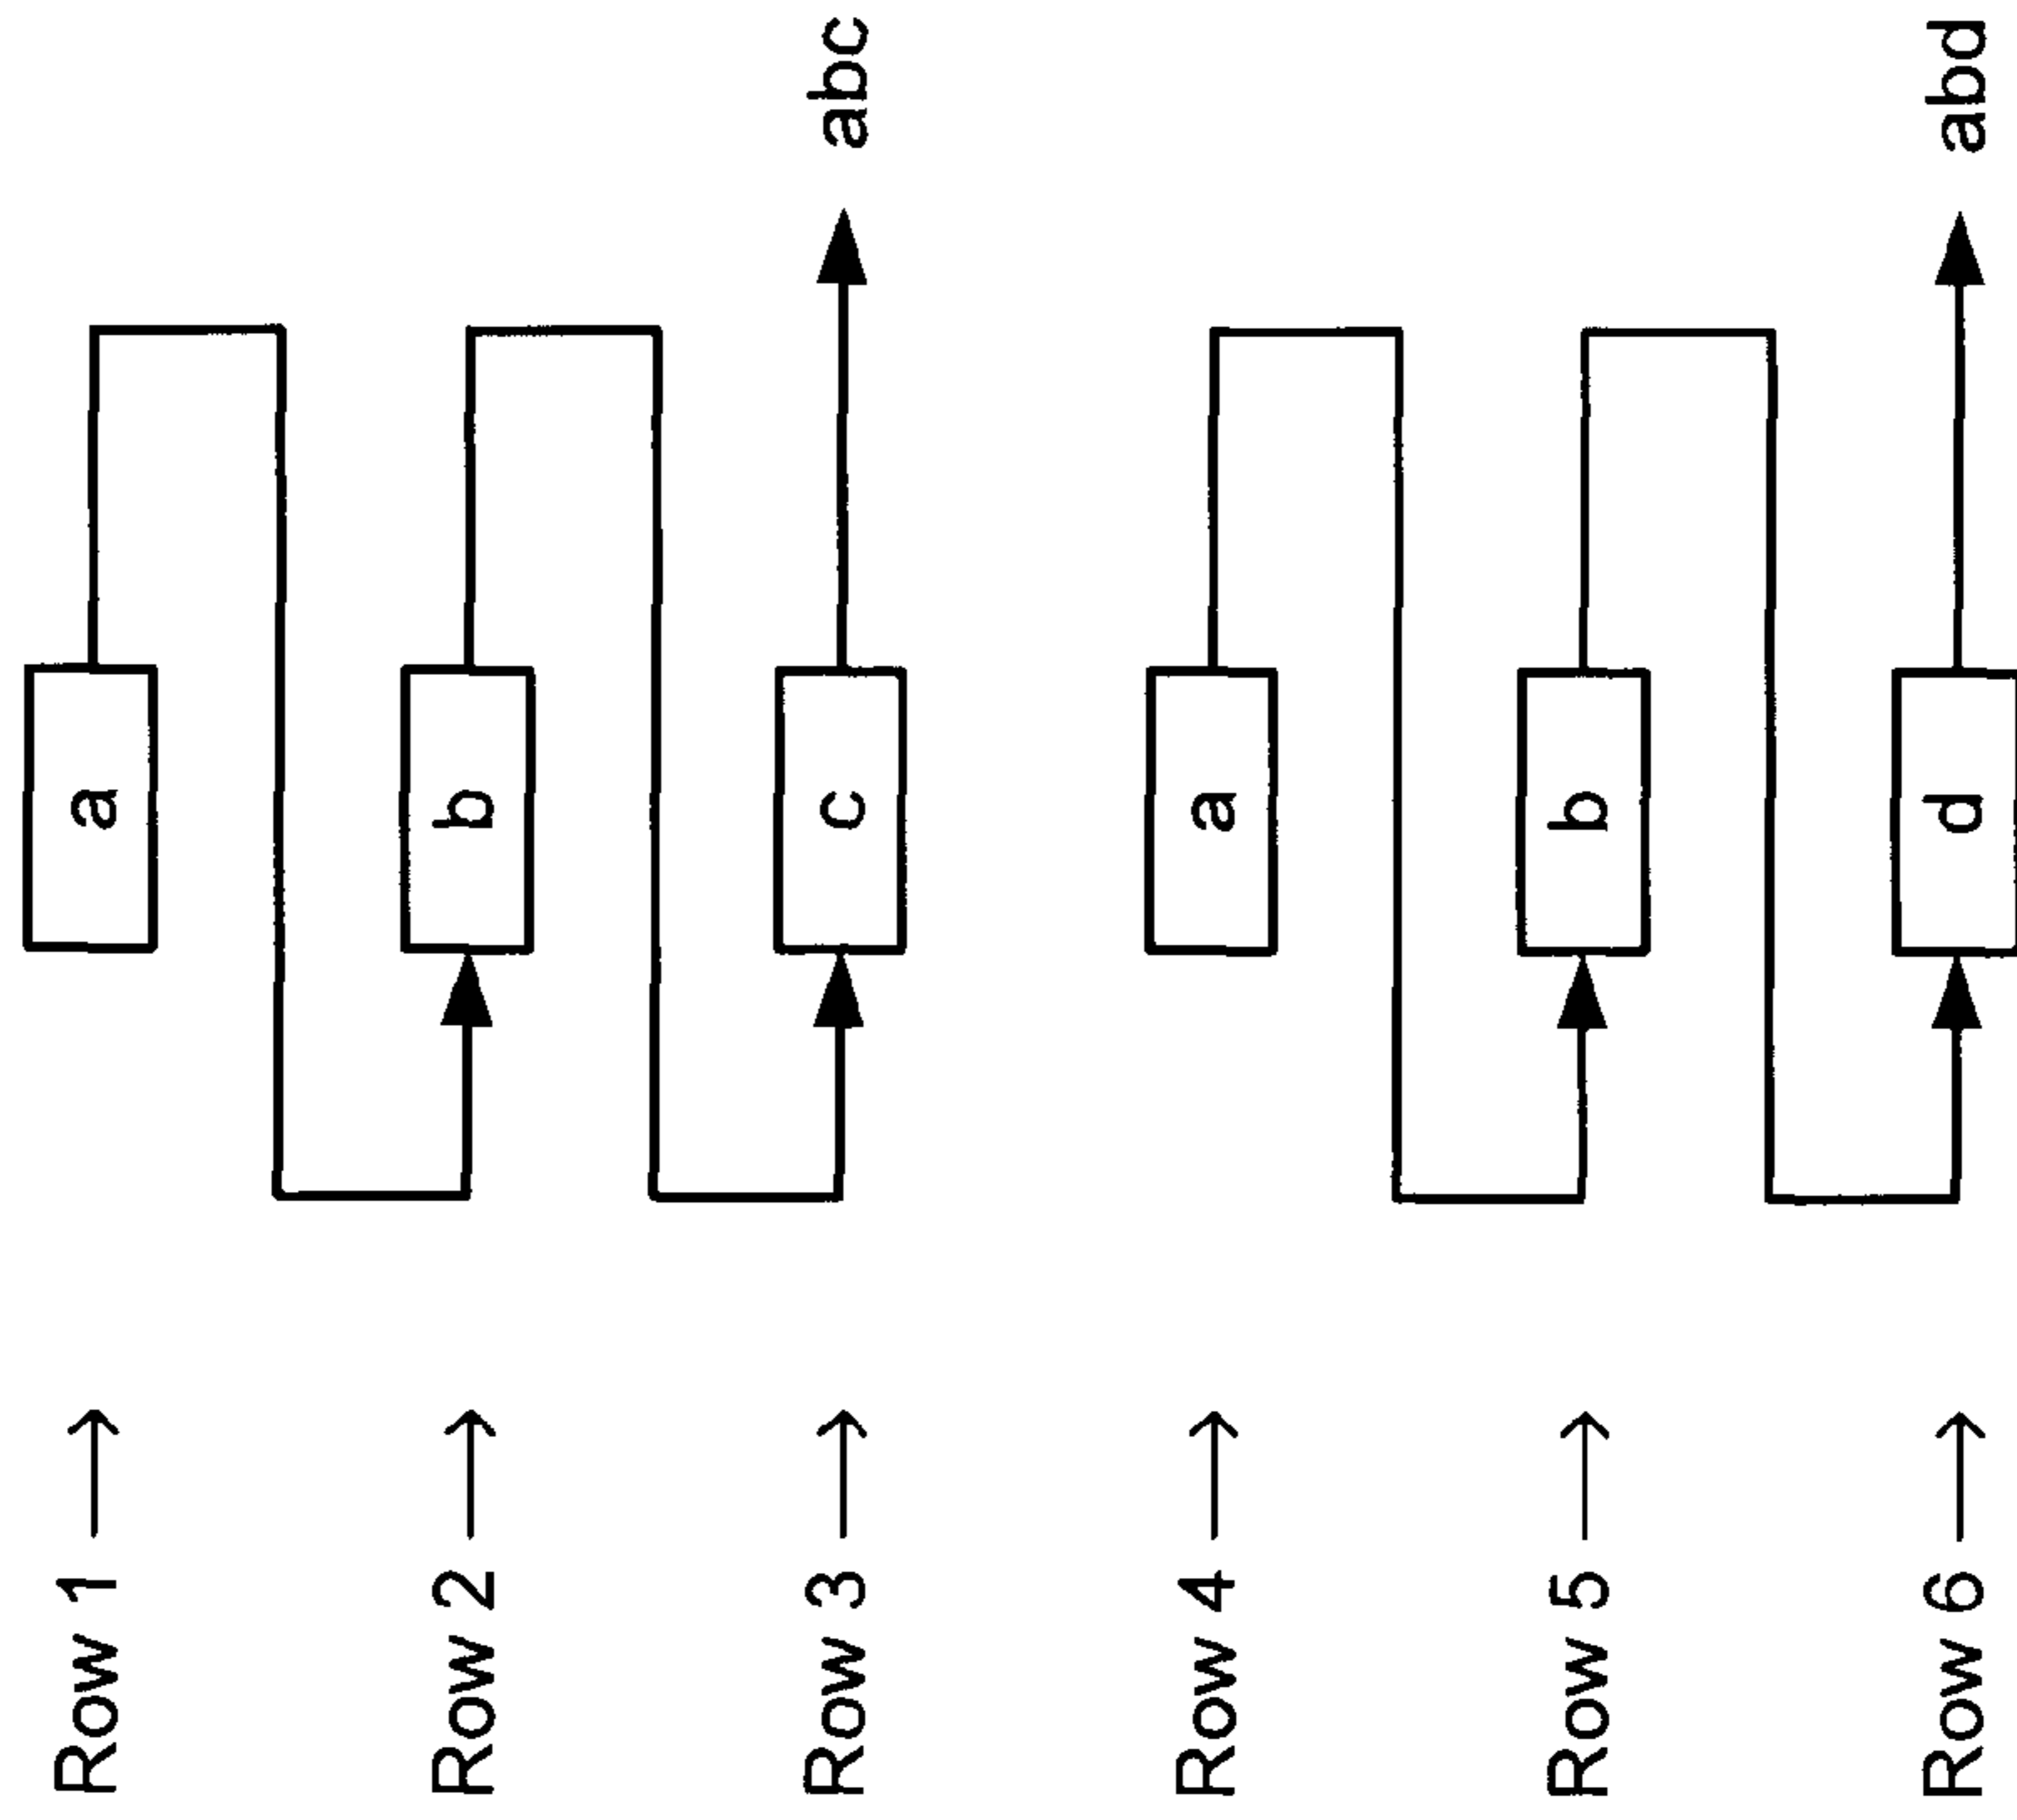 Row 1 → a
Row 2 → b
Row 3 → c abc
Row 4 → a
Row 5 → b
Row 6 → d abd